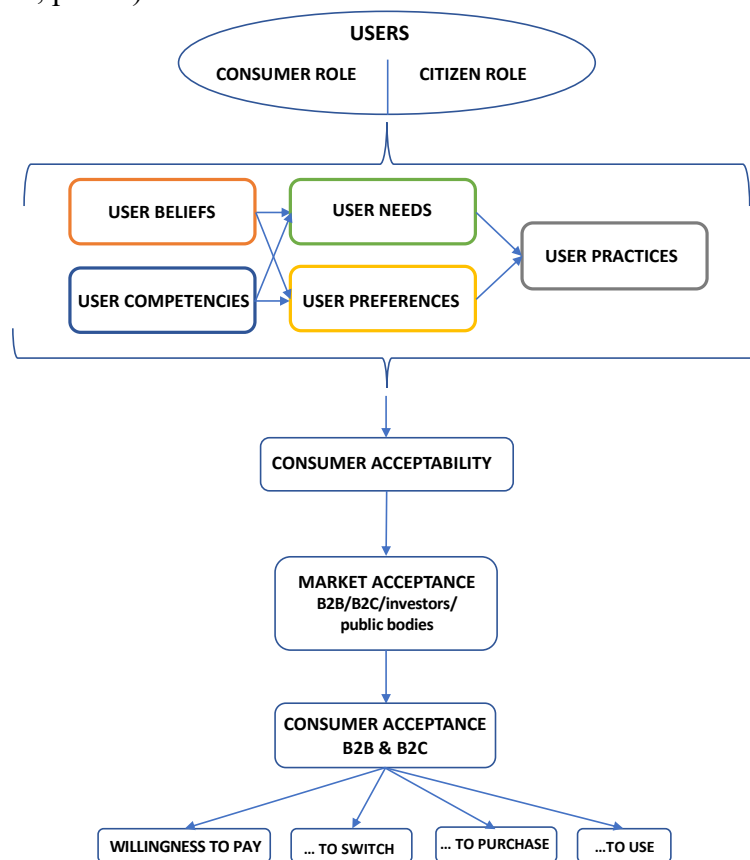 USERS
CONSUMER ROLE
CITIZEN ROLE
USER BELIEFS
USER NEEDS
USER PRACTICES
USER COMPETENCIES
USER PREFERENCES
CONSUMER ACCEPTABILITY
MARKET ACCEPTANCE
B2B/B2C/investors/
public bodies
CONSUMER ACCEPTANCE
B2B & B2C
WILLINGNESS TO PAY
... TO SWITCH
... TO PURCHASE
...TO USE